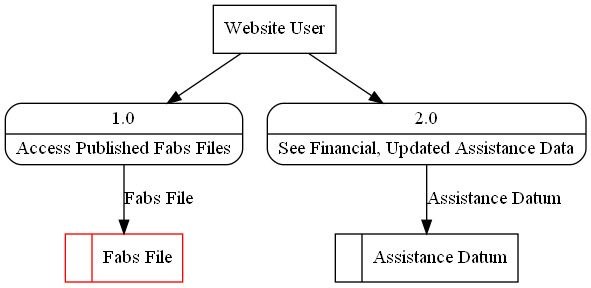 Website User
1.0
Access Published Fabs Files
2.0
See Financial, Updated Assistance Data
Fabs File
Assistance Datum
Fabs File
Assistance Datum